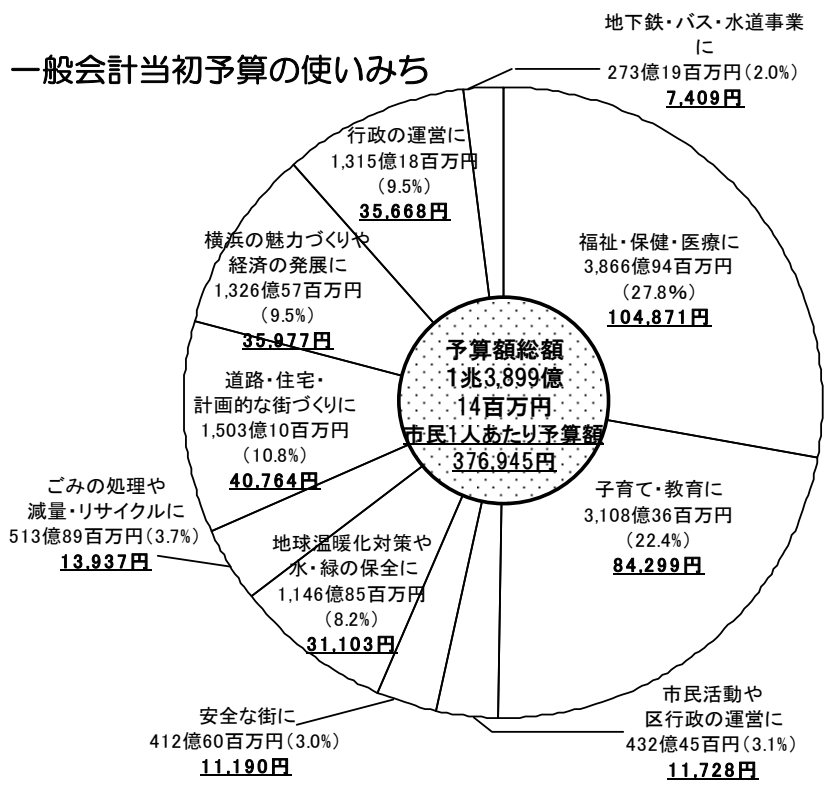 一般会計当初予算の使いみち
地下鉄・バス・水道事業
に
273億19百万円(2.0%)
7,409円
行政の運営に
1,315億18百万円
(9.5%)
35,668円
横浜の魅力づくりや
経済の発展に
1,326億57百万円
(9.5%)
35,977円
福祉・保健・医療に
3,866億94百万円
(27.8%)
104,871円
予算額総額
1兆3,899億
14百万円
市民1人あたり予算額
376,945円
道路・住宅・
計画的な街づくりに
1,503億10百万円
(10.8%)
40,764円
ごみの処理や
減量・リサイクルに
513億89百万円(3.7%)
13,937円
子育て・教育に
3,108億36百万円
(22.4%)
84,299円
地球温暖化対策や
水・緑の保全に
1,146億85百万円
(8.2%)
31,103円
安全な街に
412億60百万円(3.0%)
11,190円
市民活動や
区行政の運営に
432億45百万円(3.1%)
11,728円